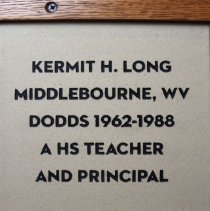 KERMIT H. LONG
MIDDLEBOURNE, WV
DODDS 1962-1988
A HS TEACHER
AND PRINCIPAL